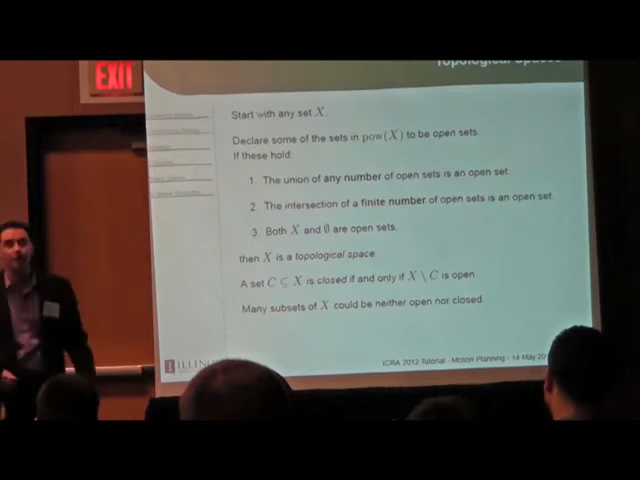 EXIT
Topological
Start with any set X.
Declare some of the sets in pow(X) to be open sets.
If these hold:
1. The union of any number of open sets is an open set.
2. The intersection of a finite number of open sets is an open set.
3. Both X and ∅ are open sets.
then X is a topological space.
A set C ⊆ X is closed if and only if X \ C is open.
Many subsets of X could be neither open nor closed.
ICRA 2012 Tutorial - Motion Planning - 14 May